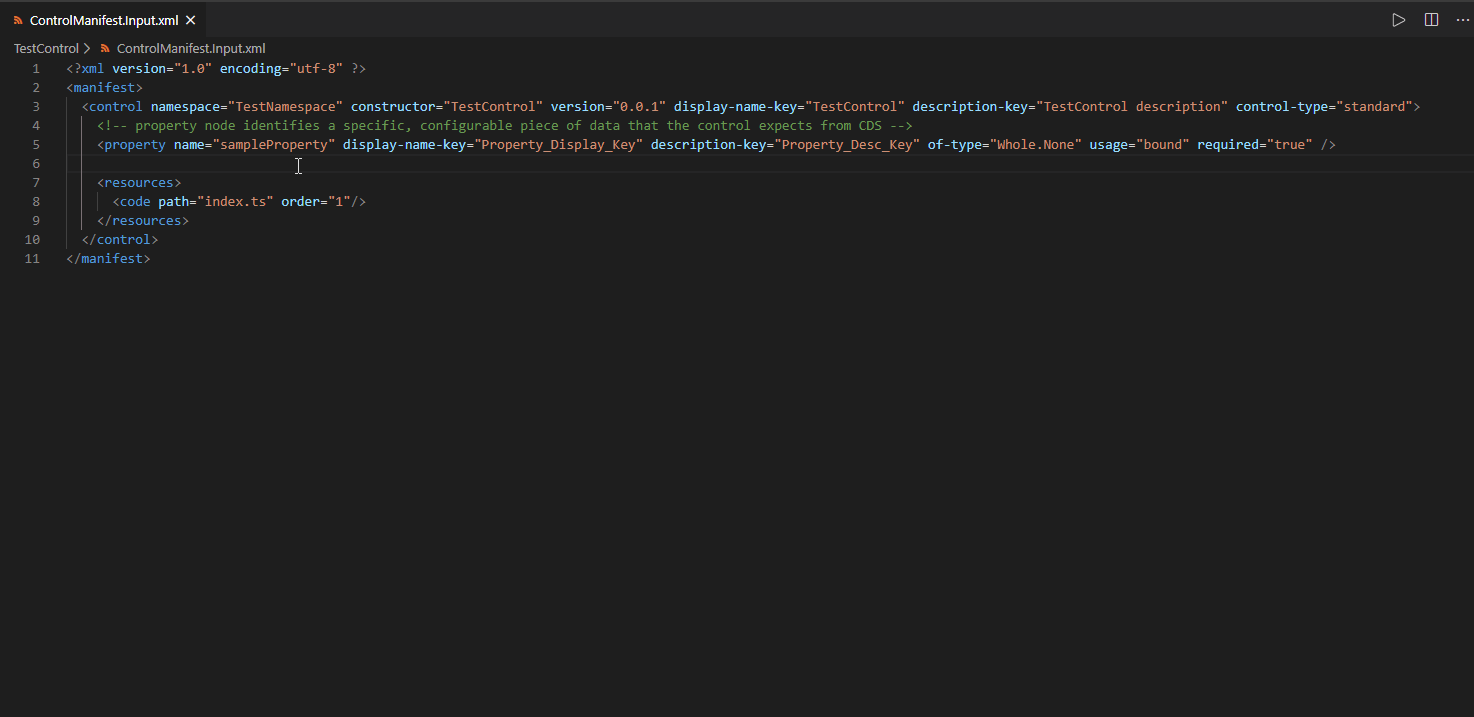 ControlManifest.Input.xml
TestControl > ControlManifest.Input.xml
1 <?xml version="1.0" encoding="utf-8" ?>
2 <manifest>
3 <control namespace="TestNamespace" constructor="TestControl" version="0.0.1" display-name-key="TestControl" description-key="TestControl description" control-type="standard">
4 <!-- property node identifies a specific, configurable piece of data that the control expects from CDS -->
5 <property name="sampleProperty" display-name-key="Property_Display_Key" description-key="Property_Desc_Key" of-type="Whole.None" usage="bound" required="true" />
6
7 <resources>
8 <code path="index.ts" order="1"/>
9 </resources>
10 </control>
11 </manifest>